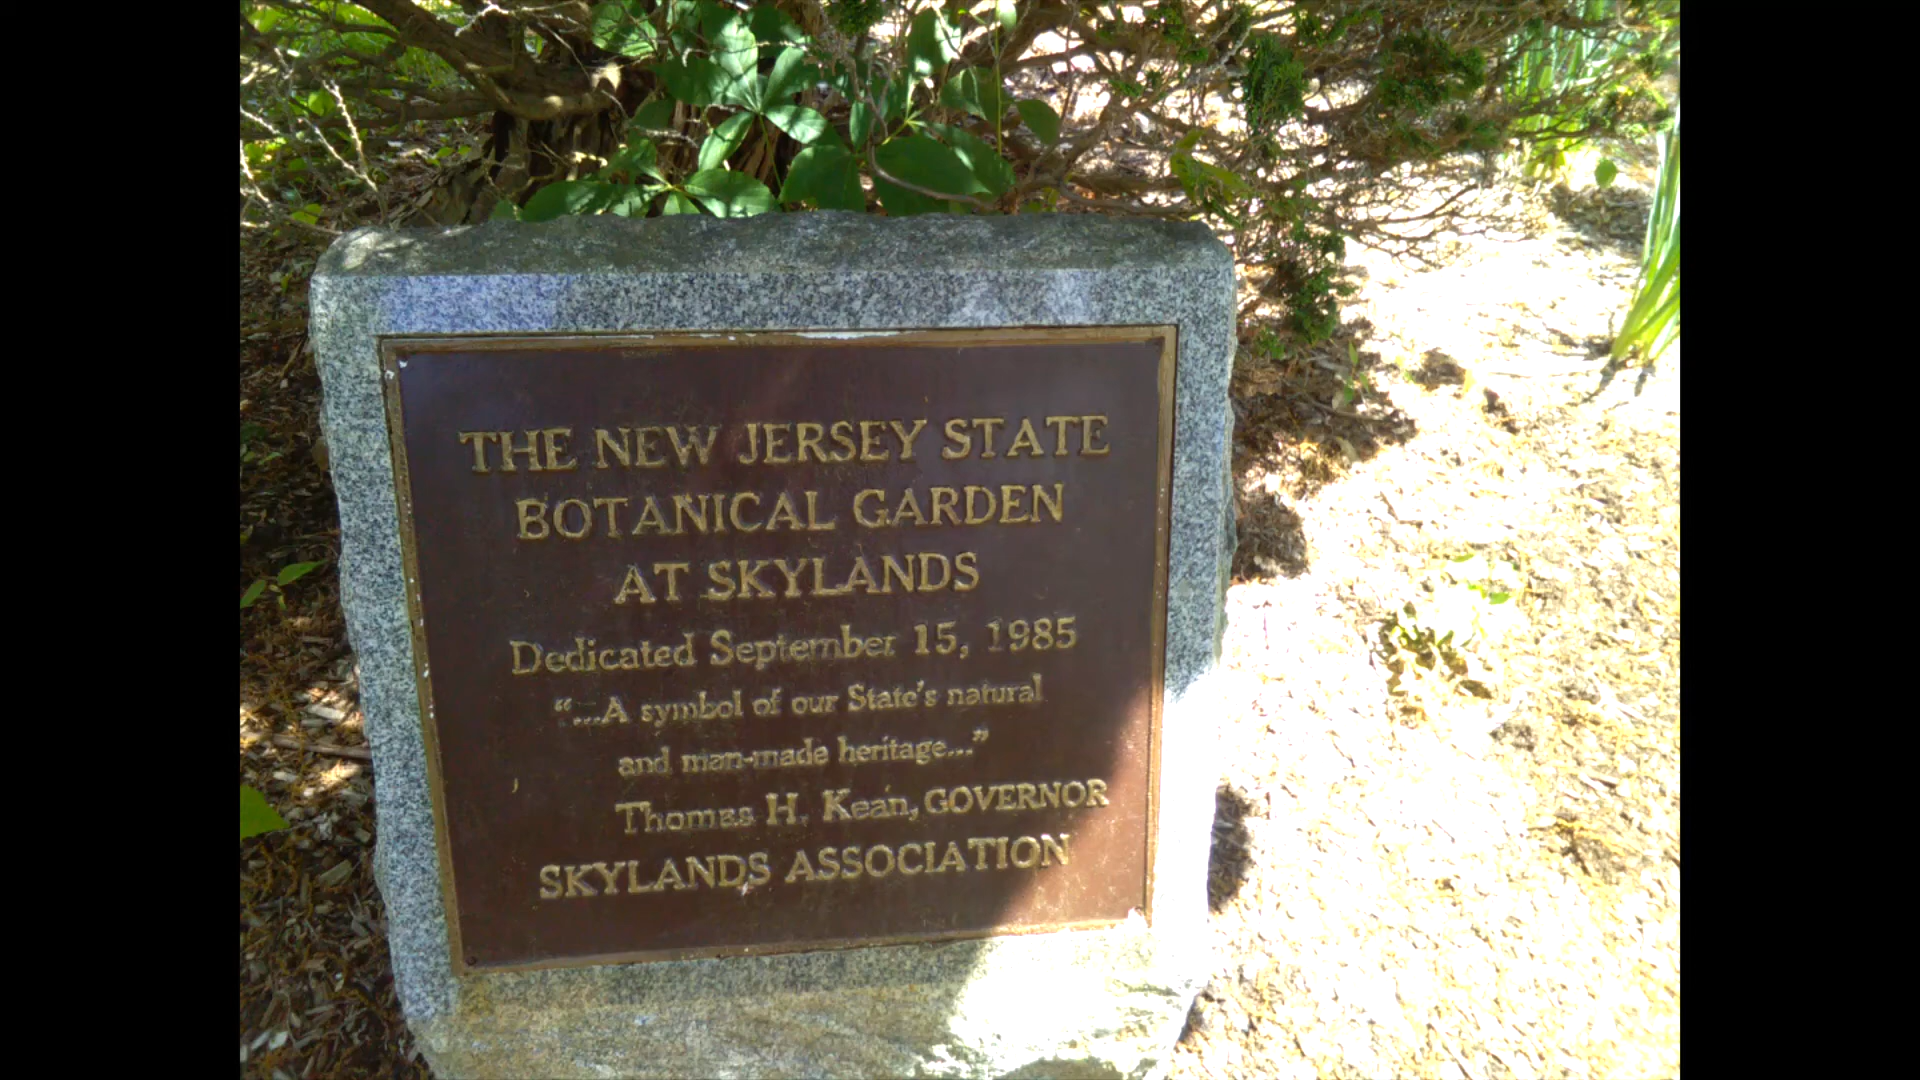 THE NEW JERSEY STATE
BOTANICAL GARDEN
AT SKYLANDS
Dedicated September 15, 1985
"...A symbol of our State's natural
and man-made heritage..."
Thomas H. Kean, GOVERNOR
SKYLANDS ASSOCIATION